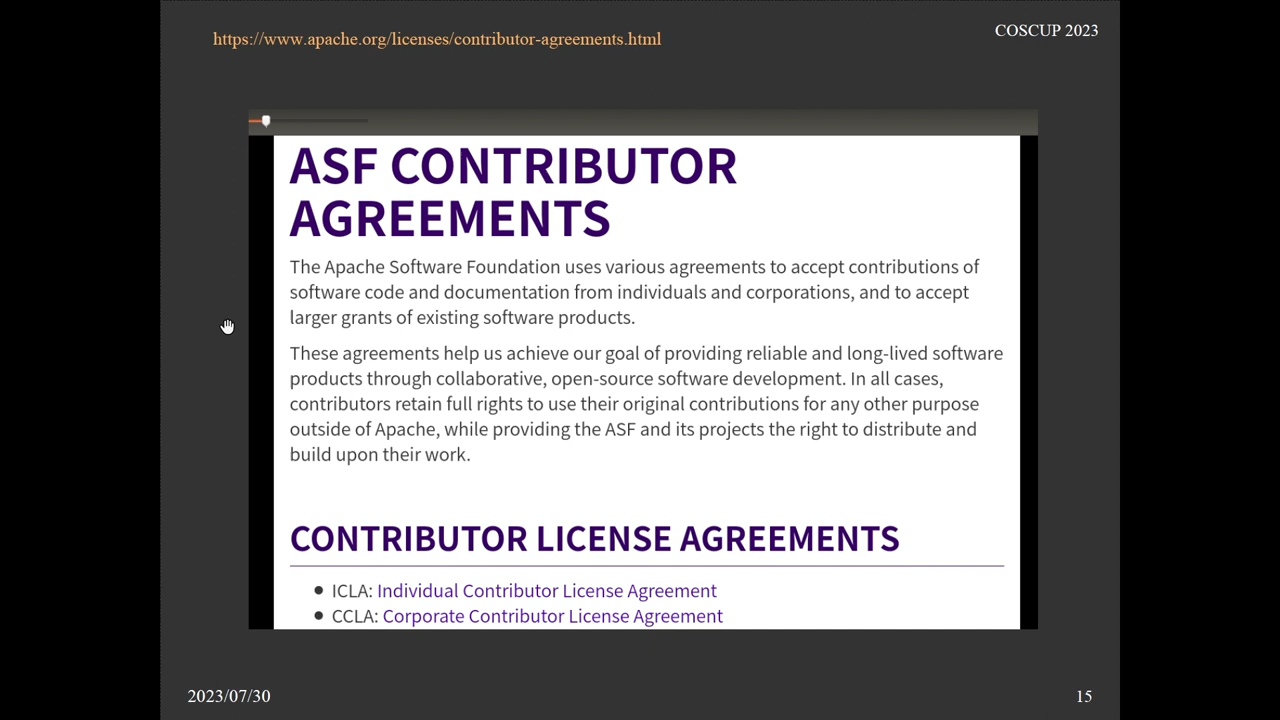 https://www.apache.org/licenses/contributor-agreements.html
COSCUP 2023
ASF CONTRIBUTOR
AGREEMENTS
The Apache Software Foundation uses various agreements to accept contributions of
software code and documentation from individuals and corporations, and to accept
larger grants of existing software products.
These agreements help us achieve our goal of providing reliable and long-lived software
products through collaborative, open-source software development. In all cases,
contributors retain full rights to use their original contributions for any other purpose
outside of Apache, while providing the ASF and its projects the right to distribute and
build upon their work.
CONTRIBUTOR LICENSE AGREEMENTS
● ICLA: Individual Contributor License Agreement
● CCLA: Corporate Contributor License Agreement
2023/07/30
15